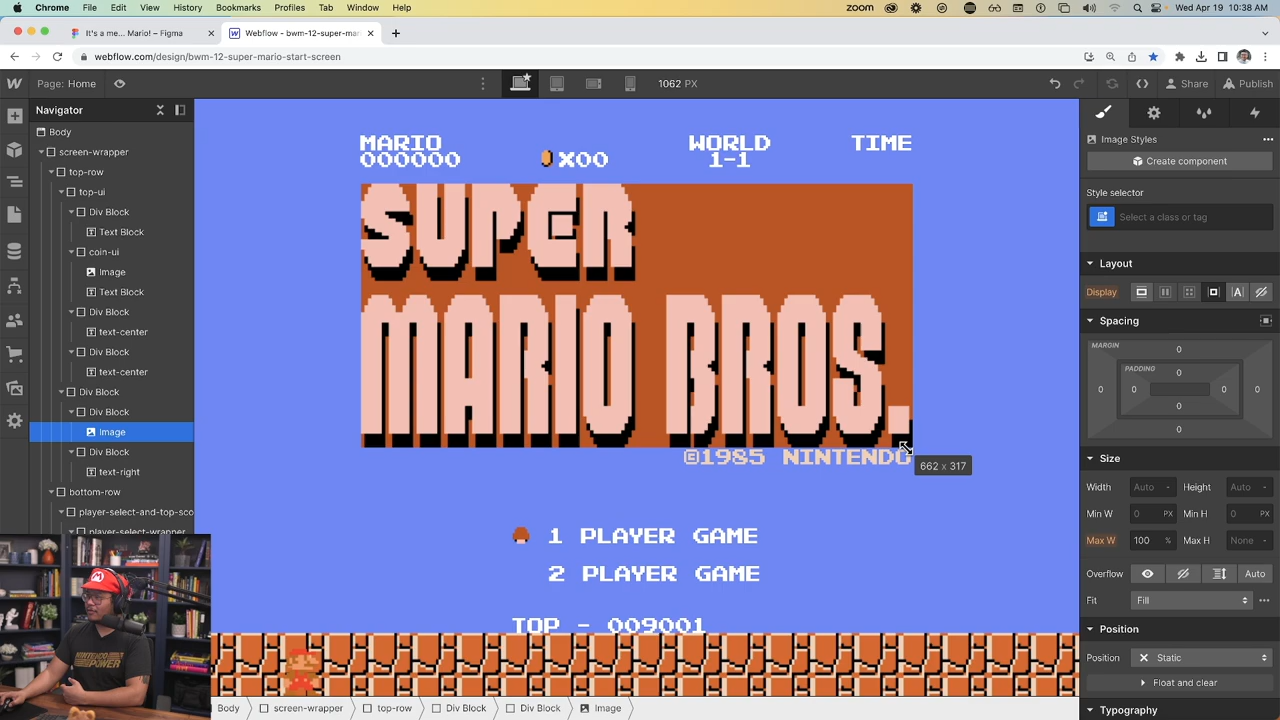 Chrome File Edit View History Bookmarks Profiles Tab Window Help zoom Wed Apr 19 10:38 AM
It's a me... Mario! – Figma
Webflow - bwm-12-super-mar
webflow.com/design/bwm-12-super-mario-start-screen
W Page: Home 1062 PX Share Publish
Navigator
Body
screen-wrapper
top-row
top-ui
Div Block
Text Block
coin-ui
Image
Text Block
Div Block
text-center
Div Block
text-center
Div Block
Div Block
Image
Div Block
text-right
bottom-row
player-select-and-top-sco
player-select-wrapper
MARIO WORLD TIME
000000 X00 1-1
SUPER
MARIO BROS.
©1985 NINTENDO
662 x 317
1 PLAYER GAME
2 PLAYER GAME
TOP - 009001
NINTENDO
POWER
Body screen-wrapper top-row Div Block Div Block Image
Image Styles
Create component
Style selector
Select a class or tag
Layout
Display
Spacing
MARGIN
0
PADDING
0
0 0 0 0
0
0
Size
Width Auto - Height Auto -
Min W 0 PX Min H 0 PX
Max W 100 % Max H None -
Overflow Auto
Fit Fill
Position
Position Static
Float and clear
Typography